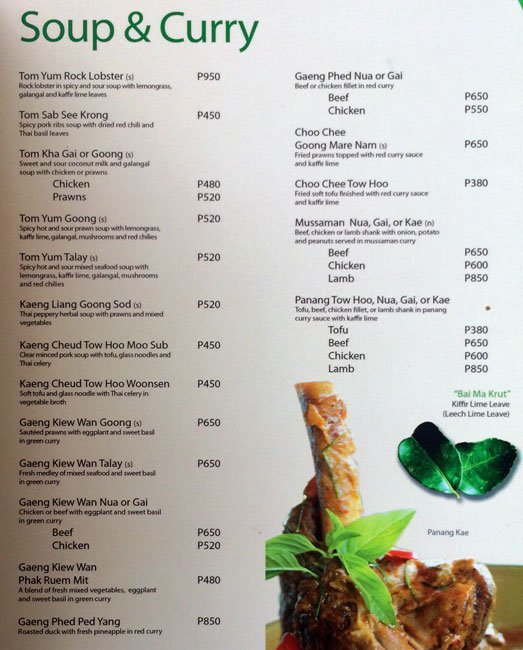 Soup & Curry
Tom Yum Rock Lobster (s) P950
Rock lobster in spicy and sour soup with lemongrass,
galangal and kaffir lime leaves
Tom Sab See Krong P450
Spicy pork ribs soup with dried red chili and
Thai basil leaves
Tom Kha Gai or Goong (s)
Sweet and sour coconut milk and galangal
soup with chicken or prawns
Chicken P480
Prawns P520
Tom Yum Goong (s) P520
Spicy hot and sour prawn soup with lemongrass,
kaffir lime, galangal, mushrooms and red chilies
Tom Yum Talay (s) P520
Spicy hot and sour mixed seafood soup with
lemongrass, kaffir lime, galangal, mushrooms
and red chilies
Kaeng Liang Goong Sod (s) P520
Thai peppery herbal soup with prawns and mixed
vegetables
Kaeng Cheud Tow Hoo Moo Sub P450
Clear minced pork soup with tofu, glass noodles and
Thai celery
Kaeng Cheud Tow Hoo Woonsen P450
Soft tofu and glass noodle with Thai celery in
vegetable broth
Gaeng Kiew Wan Goong (s) P650
Sautéed prawns with eggplant and sweet basil
in green curry
Gaeng Kiew Wan Talay (s) P650
Fresh medley of mixed seafood and sweet basil
in green curry
Gaeng Kiew Wan Nua or Gai
Chicken or beef with eggplant and sweet basil
in green curry
Beef P650
Chicken P520
Gaeng Kiew Wan
Phak Ruem Mit P480
A blend of fresh mixed vegetables, eggplant
and sweet basil in green curry
Gaeng Phed Ped Yang P850
Roasted duck with fresh pineapple in red curry
Gaeng Phed Nua or Gai
Beef or chicken fillet in red curry
Beef P650
Chicken P550
Choo Chee
Goong Mare Nam (s) P650
Fried prawns topped with red curry sauce
and kaffir lime
Choo Chee Tow Hoo P380
Fried soft tofu finished with red curry sauce
and kaffir lime
Mussaman Nua, Gai, or Kae (n)
Beef, chicken or lamb shank with onion, potato
and peanuts served in mussaman curry
Beef P650
Chicken P600
Lamb P850
Panang Tow Hoo, Nua, Gai, or Kae
Tofu, beef, chicken fillet, or lamb shank in panang
curry sauce with kaffir lime
Tofu P380
Beef P650
Chicken P600
Lamb P850
"Bai Ma Krut"
Kiffir Lime Leave
(Leech Lime Leave)
Panang Kae